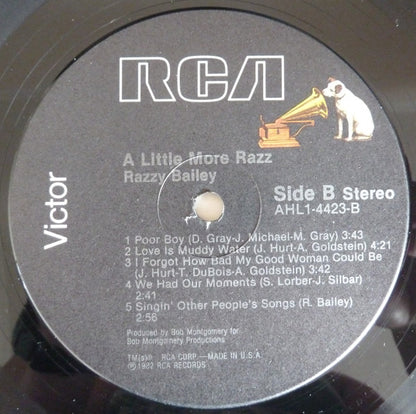 RCA
Victor
A Little More Razz
Razzy Bailey
Side B Stereo
AHL1-4423-B
1 Poor Boy (D. Gray-J. Michael-M. Gray) 3:43
2 Love Is Muddy Water (J. Hurt-A. Goldstein) 4:21
3 I Forgot How Bad My Good Woman Could Be
(J. Hurt-T. DuBois-A. Goldstein) 3:42
4 We Had Our Moments (S. Lorber-J. Silbar)
2:41
5 Singin' Other People's Songs (R. Bailey)
2:56
Produced by Bob Montgomery for
Bob Montgomery Productions
TM(s)® RCA CORP.—MADE IN U.S.A.
℗1982 RCA RECORDS